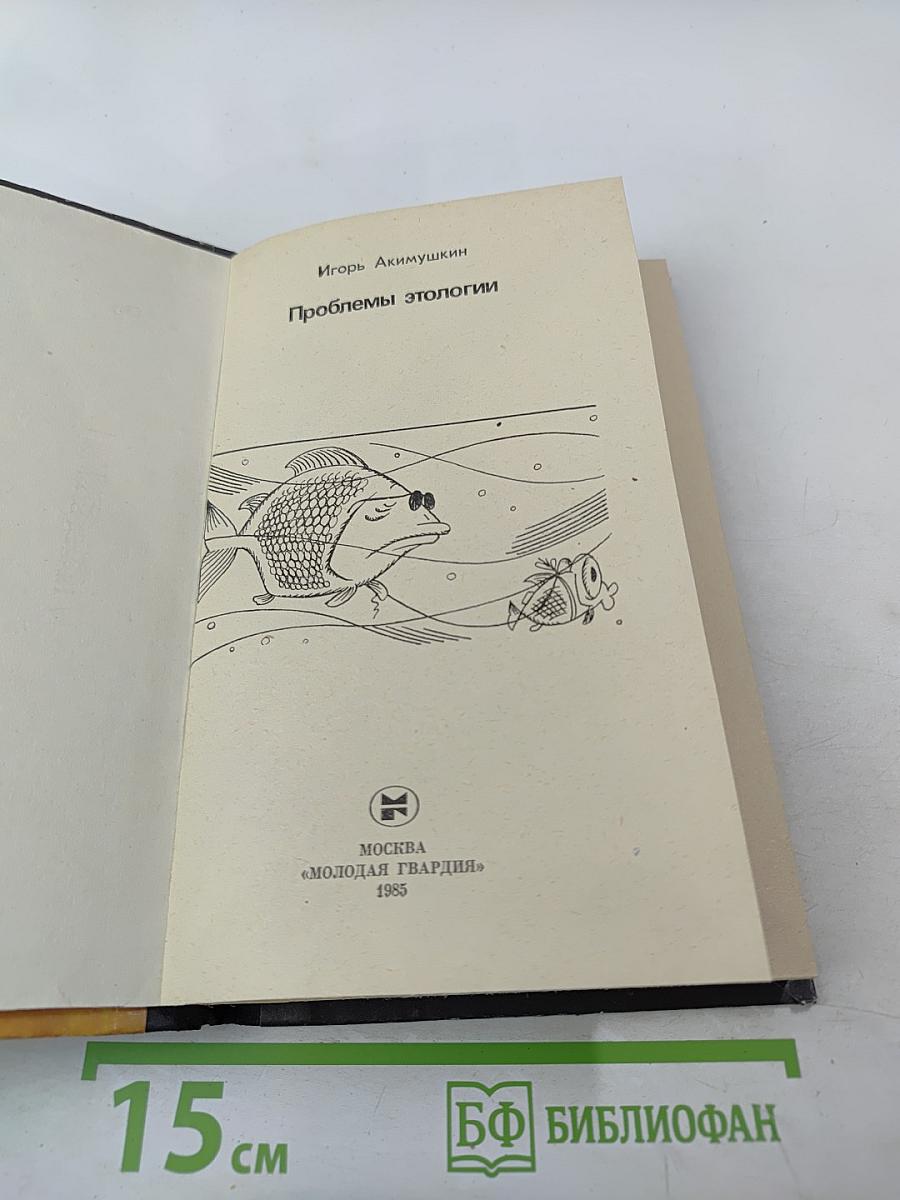 Игорь Акимушкин
Проблемы этологии
МОСКВА
«МОЛОДАЯ ГВАРДИЯ»
1985
15 см
БФ БИБЛИОФАН